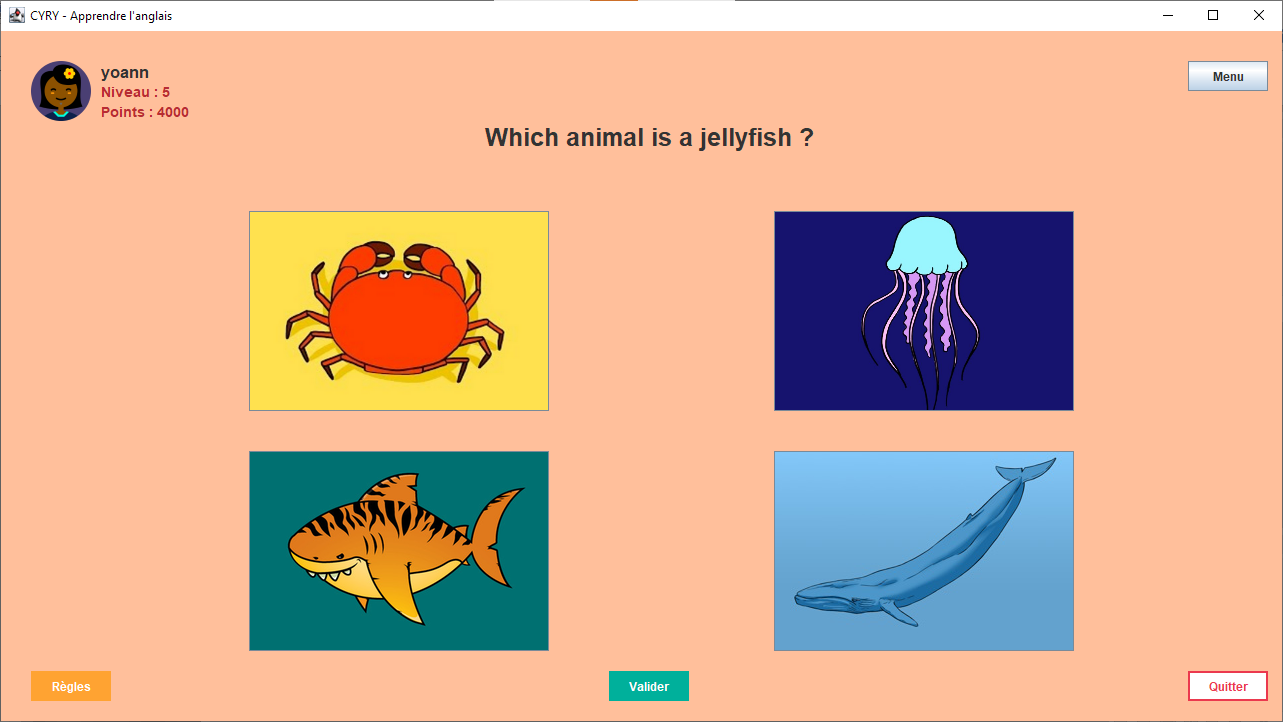 CYRY - Apprendre l'anglais
yoann
Niveau : 5
Points : 4000
Menu
Which animal is a jellyfish ?
Règles
Valider
Quitter